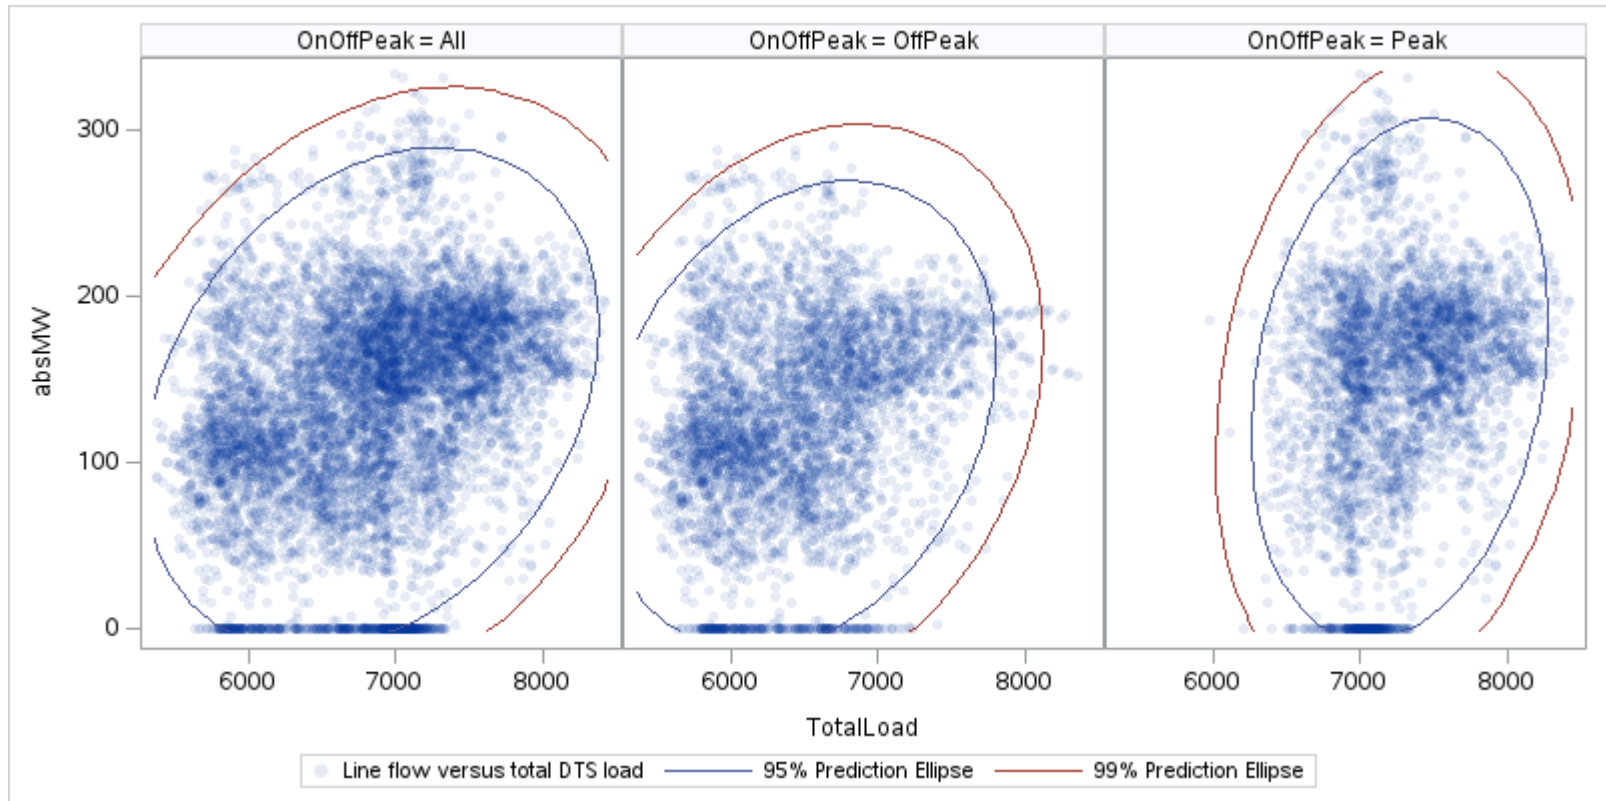 OnOffPeak = All OnOffPeak = OffPeak OnOffPeak = Peak
300
200
100
0
absMW
6000 7000 8000 6000 7000 8000 6000 7000 8000
TotalLoad
Line flow versus total DTS load 95% Prediction Ellipse 99% Prediction Ellipse